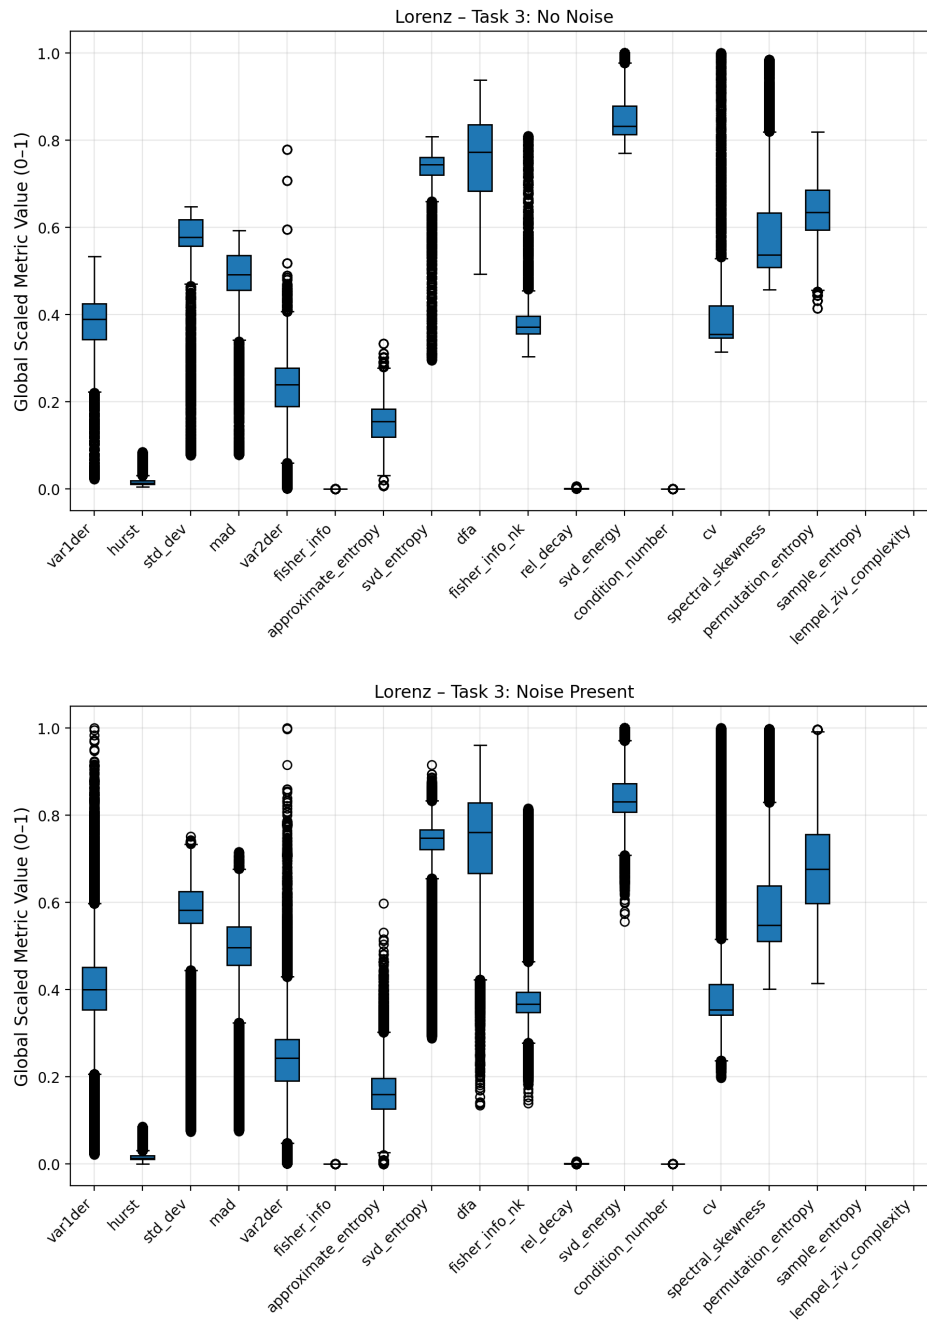 Lorenz – Task 3: No Noise
Global Scaled Metric Value (0–1)
1.0
0.8
0.6
0.4
0.2
0.0
var1der
hurst
std_dev
mad
var2der
fisher_info
approximate_entropy
svd_entropy
dfa
fisher_info_nk
rel_decay
svd_energy
condition_number
cv
spectral_skewness
permutation_entropy
sample_entropy
lempel_ziv_complexity
Lorenz – Task 3: Noise Present
Global Scaled Metric Value (0–1)
1.0
0.8
0.6
0.4
0.2
0.0
var1der
hurst
std_dev
mad
var2der
fisher_info
approximate_entropy
svd_entropy
dfa
fisher_info_nk
rel_decay
svd_energy
condition_number
cv
spectral_skewness
permutation_entropy
sample_entropy
lempel_ziv_complexity